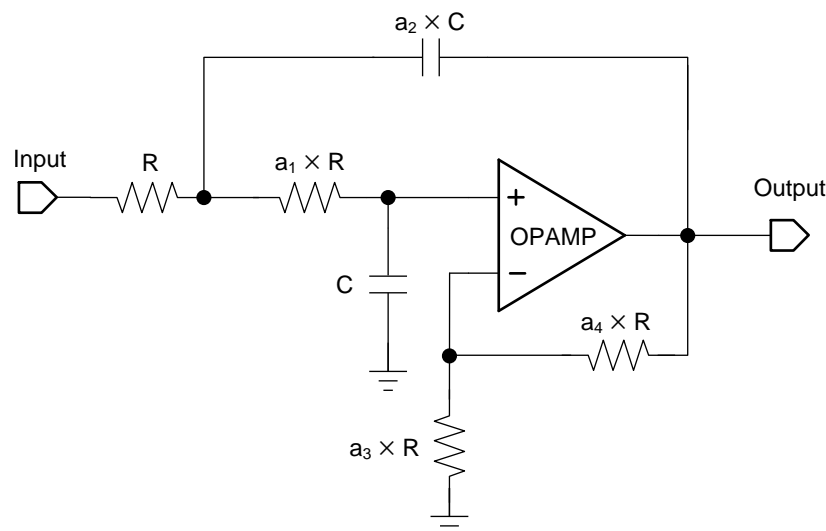 a₂ × C
Input
R
a₁ × R
Output
+
OPAMP
−
C
a₄ × R
a₃ × R